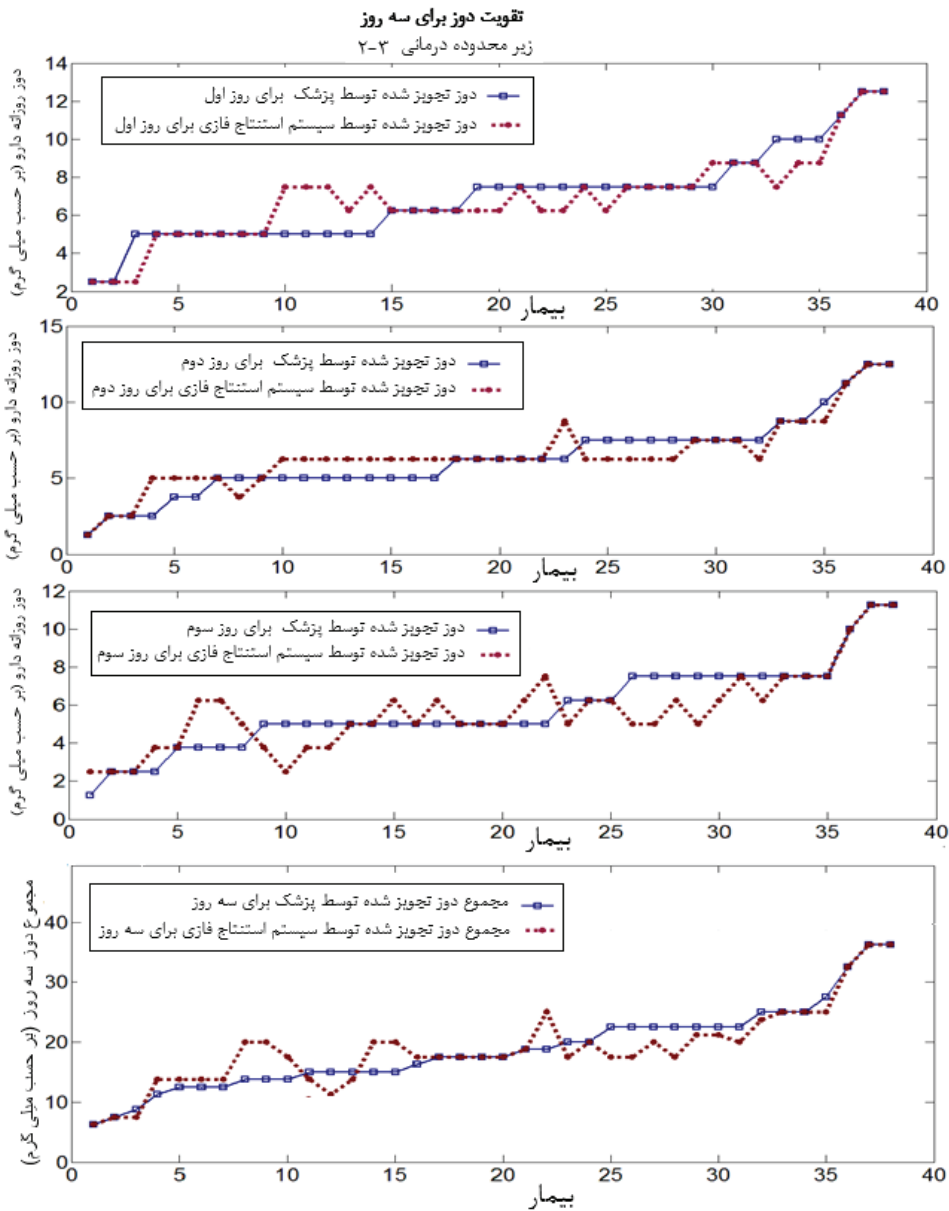 تقویت دوز برای سه روز
زیر محدوده درمانی ۳-۲
دوز روزانه دارو (بر حسب میلی گرم)
14
12
10
8
6
4
2
دوز تجویز شده توسط پزشک برای روز اول
دوز تجویز شده توسط سیستم استنتاج فازی برای روز اول
0 5 10 15 20 25 30 35 40
بیمار
دوز روزانه دارو (بر حسب میلی گرم)
15
10
5
0
دوز تجویز شده توسط پزشک برای روز دوم
دوز تجویز شده توسط سیستم استنتاج فازی برای روز دوم
0 5 10 15 20 25 30 35 40
بیمار
دوز روزانه دارو (بر حسب میلی گرم)
12
10
8
6
4
2
0
دوز تجویز شده توسط پزشک برای روز سوم
دوز تجویز شده توسط سیستم استنتاج فازی برای روز سوم
0 5 10 15 20 25 30 35 40
بیمار
مجموع دوز سه روز (بر حسب میلی گرم)
40
30
20
10
0
مجموع دوز تجویز شده توسط پزشک برای سه روز
مجموع دوز تجویز شده توسط سیستم استنتاج فازی برای سه روز
0 5 10 15 20 25 30 35 40
بیمار